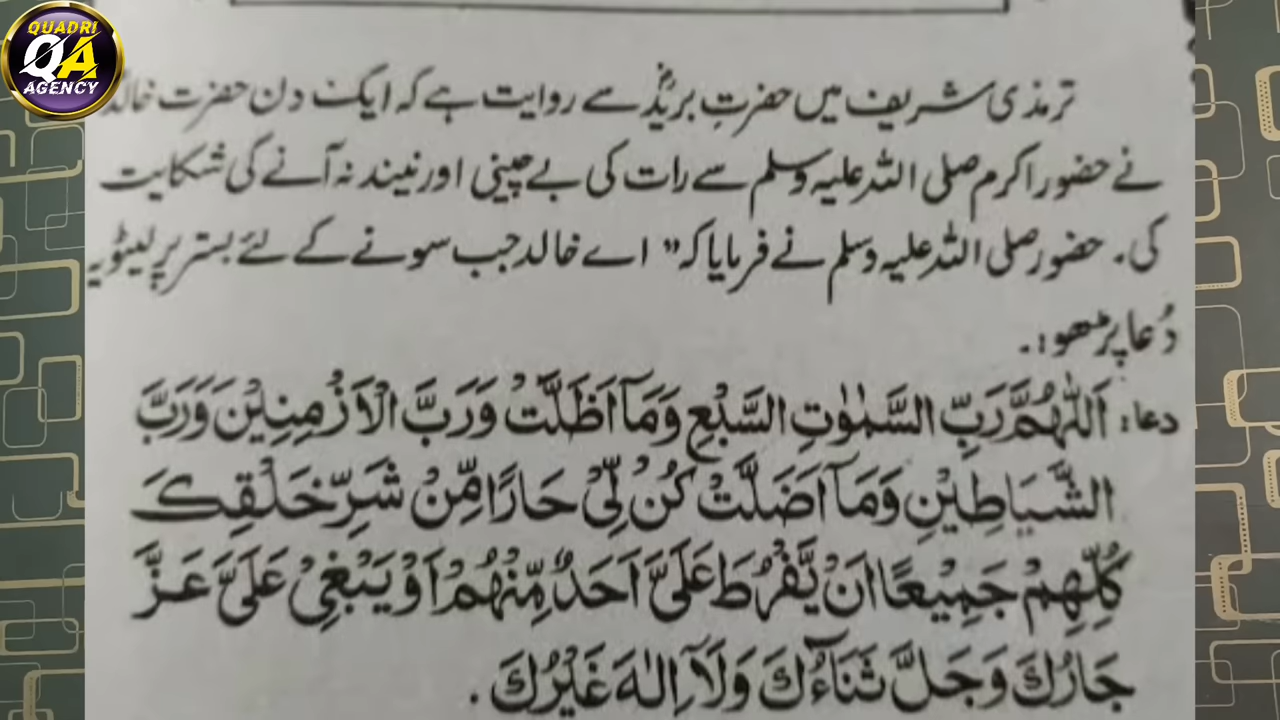 QUADRI
QA
AGENCY
ترمذی شریف میں حضرتِ بریدؓ سے روایت ہے کہ ایک دن حضرت خالد
نے حضور اکرم صلی اللہ علیہ وسلم سے رات کی بے چینی اور نیند نہ آنے کی شکایت
کی۔ حضور صلی اللہ علیہ وسلم نے فرمایا کہ " اے خالد جب سونے کے لئے بستر پر لیٹو یہ
دُعا پڑھو :۔
دعا: اَللّٰهُمَّ رَبِّ السَّمٰوٰتِ السَّبْعِ وَمَآ اَظَلَّتْ وَرَبَّ الْاَرْضِيْنَ وَرَبَّ
الشَّيَاطِيْنِ وَمَآ اَضَلَّتْ كُنْ لِّىْ حَارًا مِّنْ شَرِّ خَلْقِكَ
كُلِّهِمْ جَمِيْعًا اَنْ يَّفْرُطَ عَلَىَّ اَحَدٌ مِّنْهُمْ اَوْ يَبْغِىْ عَلَىَّ عَزَّ
جَارُكَ وَجَلَّ ثَنَآءُكَ وَلَآ اِلٰهَ غَيْرُكَ .